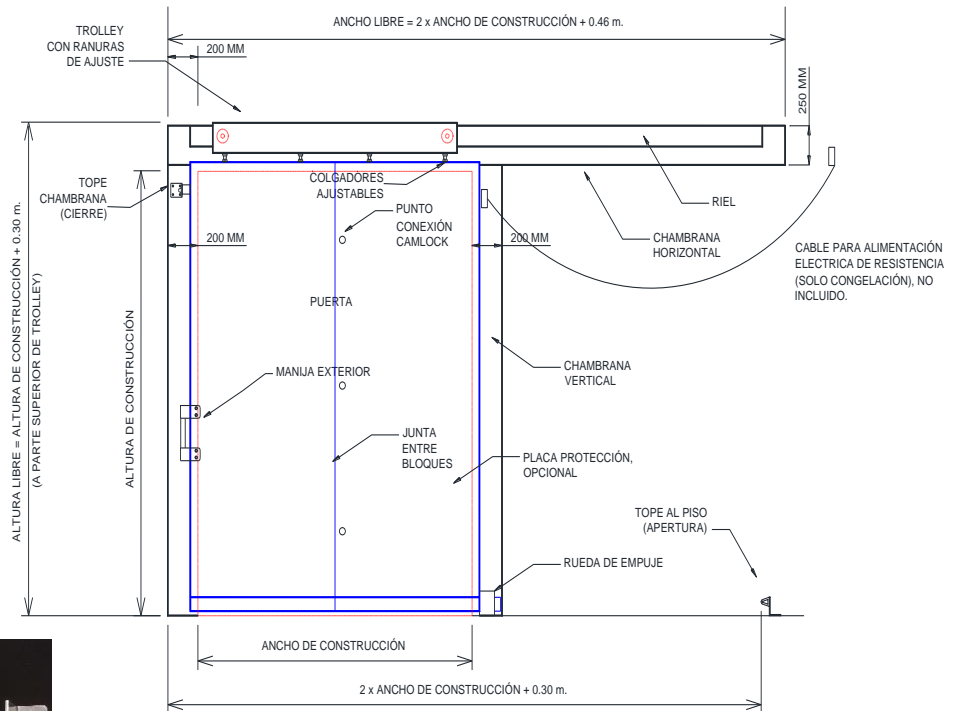 ANCHO LIBRE = 2 x ANCHO DE CONSTRUCCIÓN + 0.46 m.
TROLLEY
CON RANURAS
DE AJUSTE
200 MM
250 MM
COLGADORES
AJUSTABLES
TOPE
CHAMBRANA
(CIERRE)
RIEL
PUNTO
CONEXIÓN
CAMLOCK
200 MM
200 MM
CHAMBRANA
HORIZONTAL
CABLE PARA ALIMENTACIÓN
ELECTRICA DE RESISTENCIA
(SOLO CONGELACIÓN), NO
INCLUIDO.
ALTURA LIBRE = ALTURA DE CONSTRUCCIÓN + 0.30 m.
(A PARTE SUPERIOR DE TROLLEY)
ALTURA DE CONSTRUCCIÓN
PUERTA
MANIJA EXTERIOR
CHAMBRANA
VERTICAL
JUNTA
ENTRE
BLOQUES
PLACA PROTECCIÓN,
OPCIONAL
TOPE AL PISO
(APERTURA)
RUEDA DE EMPUJE
ANCHO DE CONSTRUCCIÓN
2 x ANCHO DE CONSTRUCCIÓN + 0.30 m.